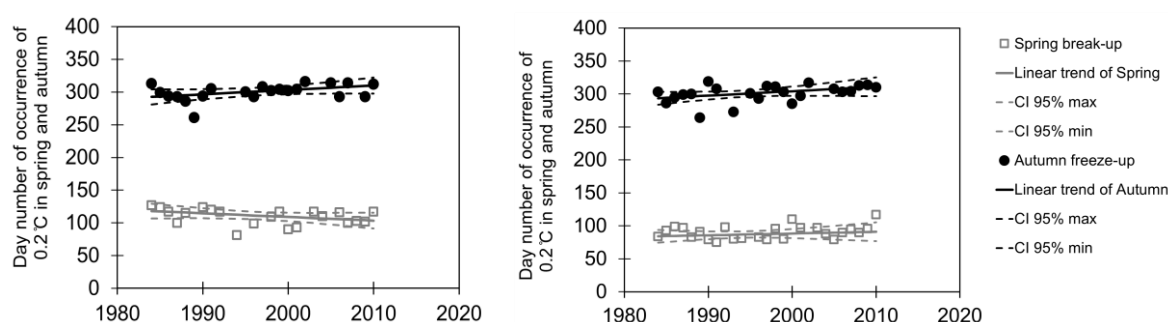 Day number of occurrence of
0.2 °C in spring and autumn
400
350
300
250
200
150
100
50
0
1980
1990
2000
2010
2020
Day number of occurrence of
0.2 °C in spring and autumn
400
350
300
250
200
150
100
50
0
1980
1990
2000
2010
2020
Spring break-up
Linear trend of Spring
CI 95% max
CI 95% min
Autumn freeze-up
Linear trend of Autumn
CI 95% max
CI 95% min